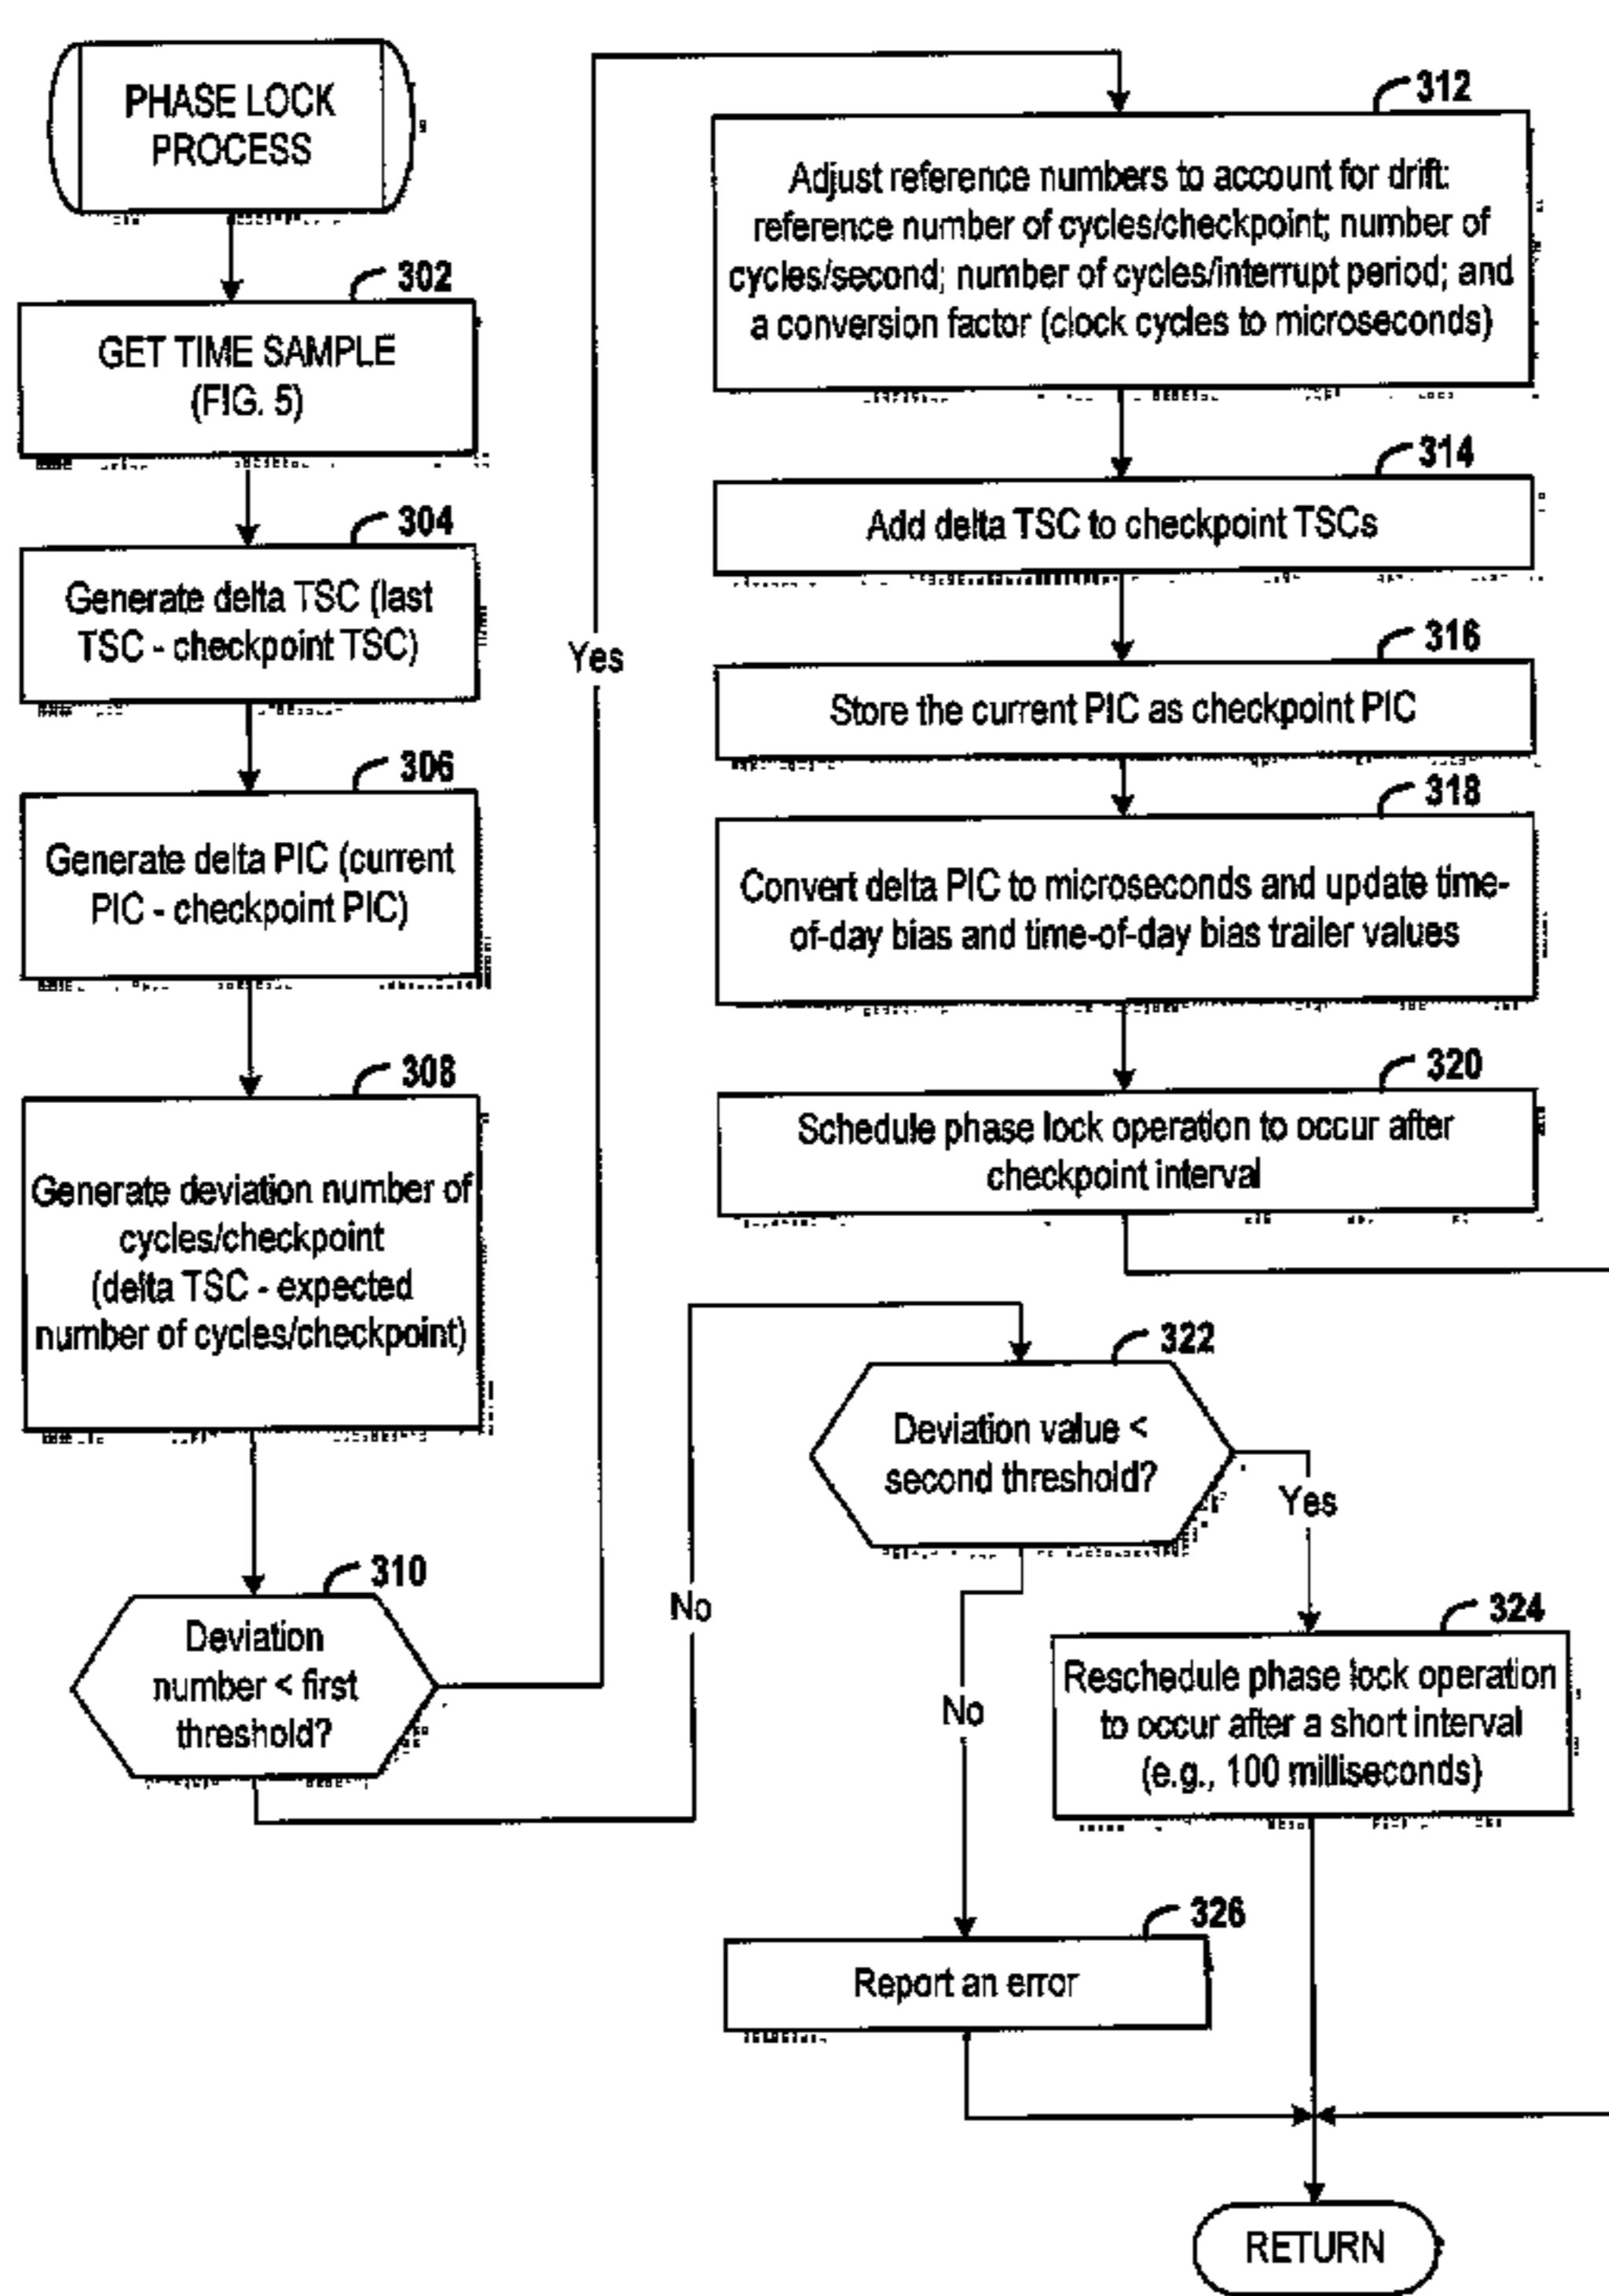 PHASE LOCK
PROCESS
302
GET TIME SAMPLE
(FIG. 5)
304
Generate delta TSC (last
TSC - checkpoint TSC)
306
Generate delta PIC (current
PIC - checkpoint PIC)
308
Generate deviation number of
cycles/checkpoint
(delta TSC - expected
number of cycles/checkpoint)
310
Deviation
number < first
threshold?
Yes
No
312
Adjust reference numbers to account for drift:
reference number of cycles/checkpoint; number of
cycles/second; number of cycles/interrupt period; and
a conversion factor (clock cycles to microseconds)
314
Add delta TSC to checkpoint TSCs
316
Store the current PIC as checkpoint PIC
318
Convert delta PIC to microseconds and update time-
of-day bias and time-of-day bias trailer values
320
Schedule phase lock operation to occur after
checkpoint interval
322
Deviation value <
second threshold?
Yes
No
324
Reschedule phase lock operation
to occur after a short interval
(e.g., 100 milliseconds)
326
Report an error
RETURN